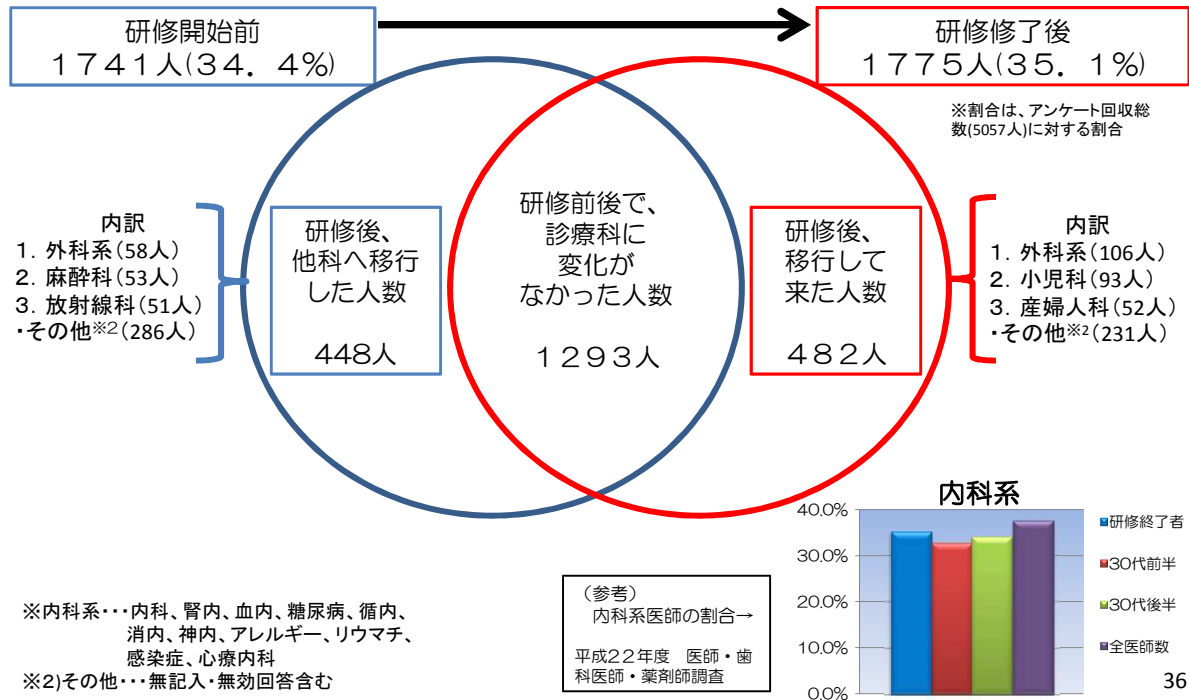 研修開始前
１７４１人(３４．４%)
研修修了後
１７７５人(３５．１%)
※割合は、アンケート回収総
数(5057人)に対する割合
内訳
1. 外科系(58人)
2. 麻酔科(53人)
3. 放射線科(51人)
・その他※2(286人)
研修後、
他科へ移行
した人数
448人
研修前後で、
診療科に
変化が
なかった人数
１２９３人
研修後、
移行して
来た人数
４８２人
内訳
1. 外科系(106人)
2. 小児科(93人)
3. 産婦人科(52人)
・その他※2(231人)
内科系
40.0%
30.0%
20.0%
10.0%
0.0%
研修終了者
30代前半
30代後半
全医師数
（参考）
内科系医師の割合→
平成２２年度　医師・歯
科医師・薬剤師調査
※内科系･･･内科、腎内、血内、糖尿病、循内、
消内、神内、アレルギー、リウマチ、
感染症、心療内科
※2)その他･･･無記入・無効回答含む
36